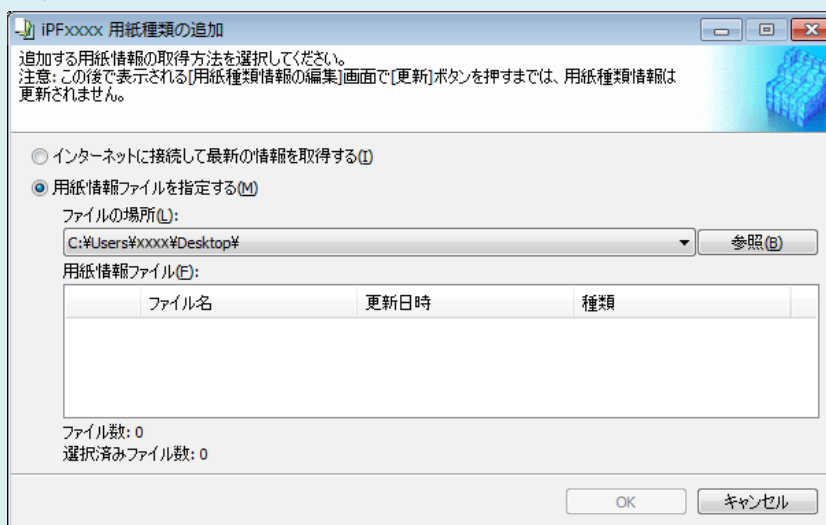 iPFxxxx 用紙種類の追加
追加する用紙情報の取得方法を選択してください。
注意: この後で表示される[用紙種類情報の編集]画面で[更新]ボタンを押すまでは、用紙種類情報は
更新されません。
インターネットに接続して最新の情報を取得する(I)
用紙情報ファイルを指定する(M)
ファイルの場所(L):
C:¥Users¥xxxx¥Desktop¥
参照(B)
用紙情報ファイル(F):
ファイル名 更新日時 種類
ファイル数: 0
選択済みファイル数: 0
OK キャンセル